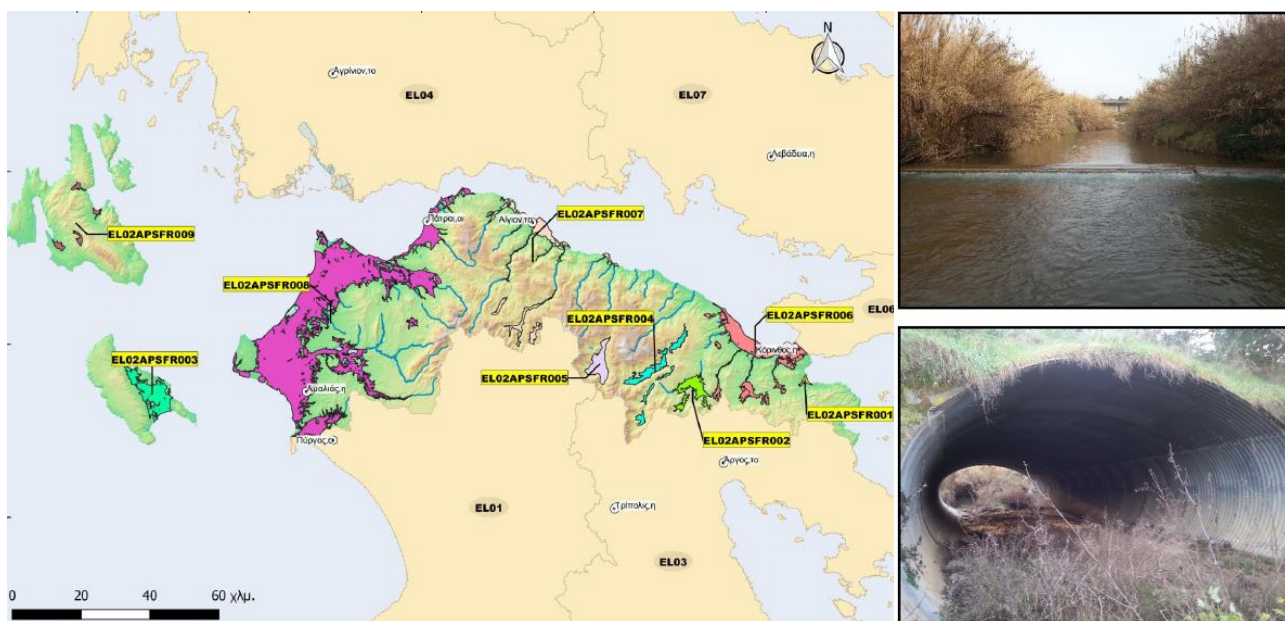 N
Αγρίνιον,το
EL04
EL07
Λεβάδεια,η
Πάτραι,αι
Αίγιον,το
EL02APSFR007
EL02APSFR009
EL02APSFR008
EL02APSFR004
EL02APSFR006
EL06
Κόρινθος,η
EL02APSFR003
EL02APSFR005
Αμαλιάς,η
EL02APSFR001
EL02APSFR002
Πύργος,ο
Άργος,το
EL01
Τρίπολις,η
EL03
0 20 40 60 χλμ.